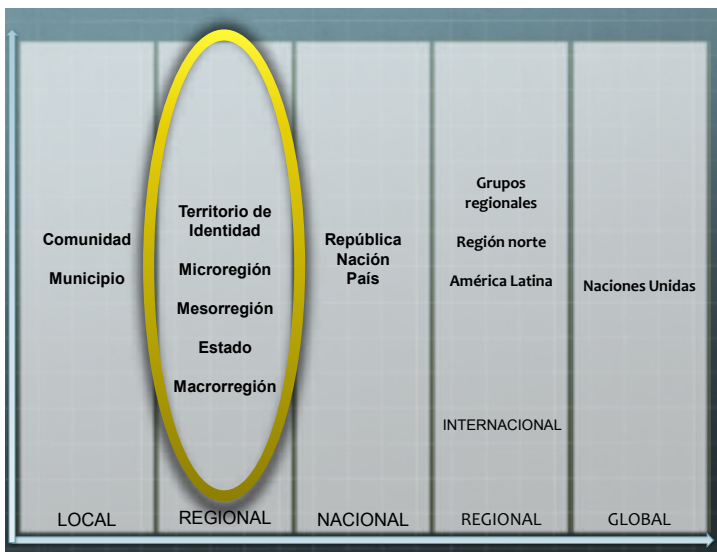 Comunidad
Municipio
LOCAL
Territorio de
Identidad
Microregión
Mesorregión
Estado
Macrorregión
REGIONAL
República
Nación
País
NACIONAL
Grupos
regionales
Región norte
América Latina
INTERNACIONAL
REGIONAL
Naciones Unidas
GLOBAL